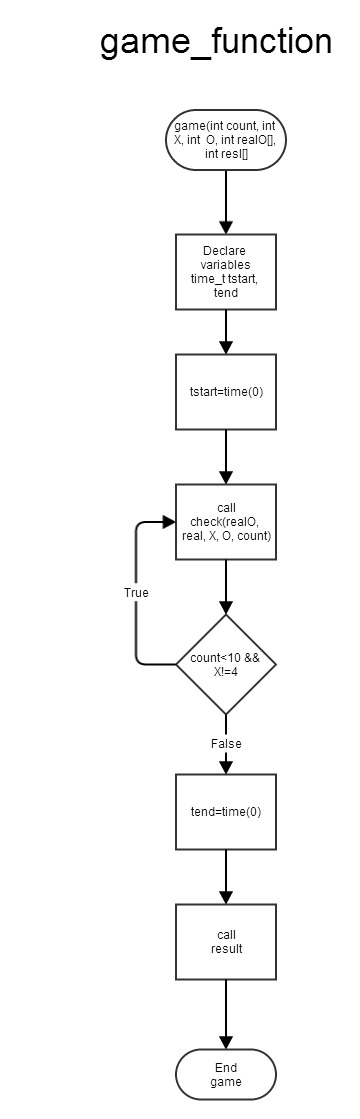 game_function
game(int count, int
X, int O, int realO[],
int resl[]
Declare
variables
time_t tstart,
tend
tstart=time(0)
call
check(realO,
real, X, O, count)
True
count<10 &&
X!=4
False
tend=time(0)
call
result
End
game